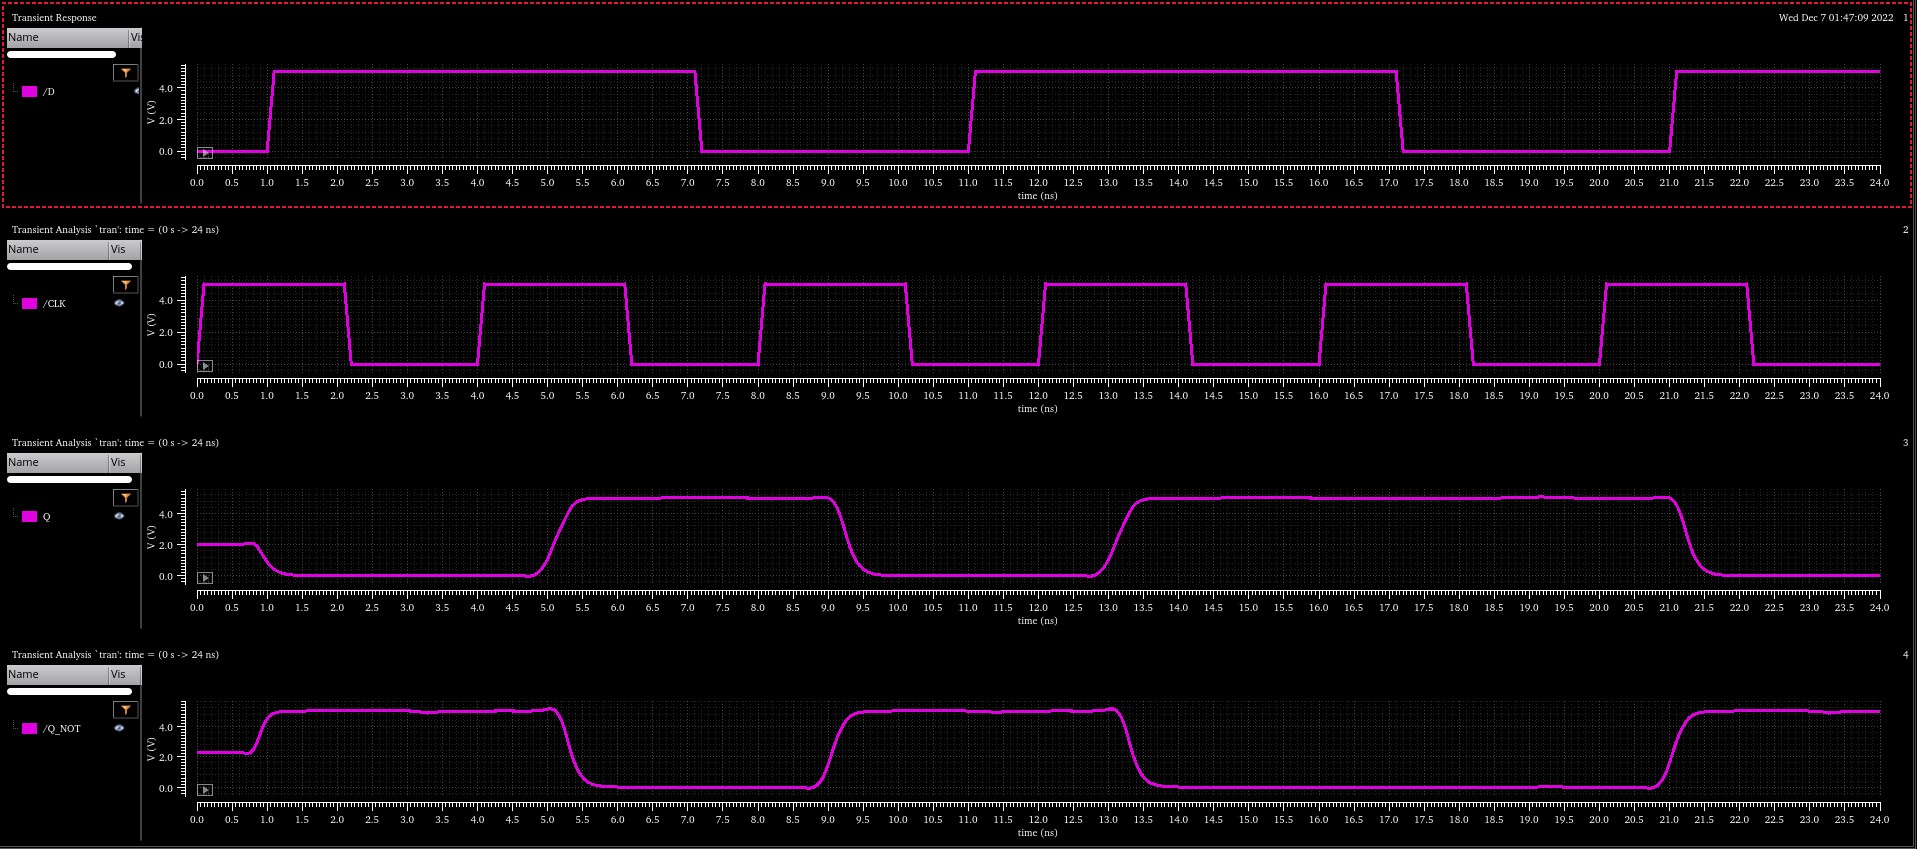 Transient Response
Wed Dec 7 01:47:09 2022 1
Name Vis
/D
V (V)
4.0
2.0
0.0
0.0 0.5 1.0 1.5 2.0 2.5 3.0 3.5 4.0 4.5 5.0 5.5 6.0 6.5 7.0 7.5 8.0 8.5 9.0 9.5 10.0 10.5 11.0 11.5 12.0 12.5 13.0 13.5 14.0 14.5 15.0 15.5 16.0 16.5 17.0 17.5 18.0 18.5 19.0 19.5 20.0 20.5 21.0 21.5 22.0 22.5 23.0 23.5 24.0
time (ns)
Transient Analysis `tran': time = (0 s -> 24 ns)
2
Name Vis
/CLK
V (V)
4.0
2.0
0.0
0.0 0.5 1.0 1.5 2.0 2.5 3.0 3.5 4.0 4.5 5.0 5.5 6.0 6.5 7.0 7.5 8.0 8.5 9.0 9.5 10.0 10.5 11.0 11.5 12.0 12.5 13.0 13.5 14.0 14.5 15.0 15.5 16.0 16.5 17.0 17.5 18.0 18.5 19.0 19.5 20.0 20.5 21.0 21.5 22.0 22.5 23.0 23.5 24.0
time (ns)
Transient Analysis `tran': time = (0 s -> 24 ns)
3
Name Vis
Q
V (V)
4.0
2.0
0.0
0.0 0.5 1.0 1.5 2.0 2.5 3.0 3.5 4.0 4.5 5.0 5.5 6.0 6.5 7.0 7.5 8.0 8.5 9.0 9.5 10.0 10.5 11.0 11.5 12.0 12.5 13.0 13.5 14.0 14.5 15.0 15.5 16.0 16.5 17.0 17.5 18.0 18.5 19.0 19.5 20.0 20.5 21.0 21.5 22.0 22.5 23.0 23.5 24.0
time (ns)
Transient Analysis `tran': time = (0 s -> 24 ns)
4
Name Vis
/Q_NOT
V (V)
4.0
2.0
0.0
0.0 0.5 1.0 1.5 2.0 2.5 3.0 3.5 4.0 4.5 5.0 5.5 6.0 6.5 7.0 7.5 8.0 8.5 9.0 9.5 10.0 10.5 11.0 11.5 12.0 12.5 13.0 13.5 14.0 14.5 15.0 15.5 16.0 16.5 17.0 17.5 18.0 18.5 19.0 19.5 20.0 20.5 21.0 21.5 22.0 22.5 23.0 23.5 24.0
time (ns)